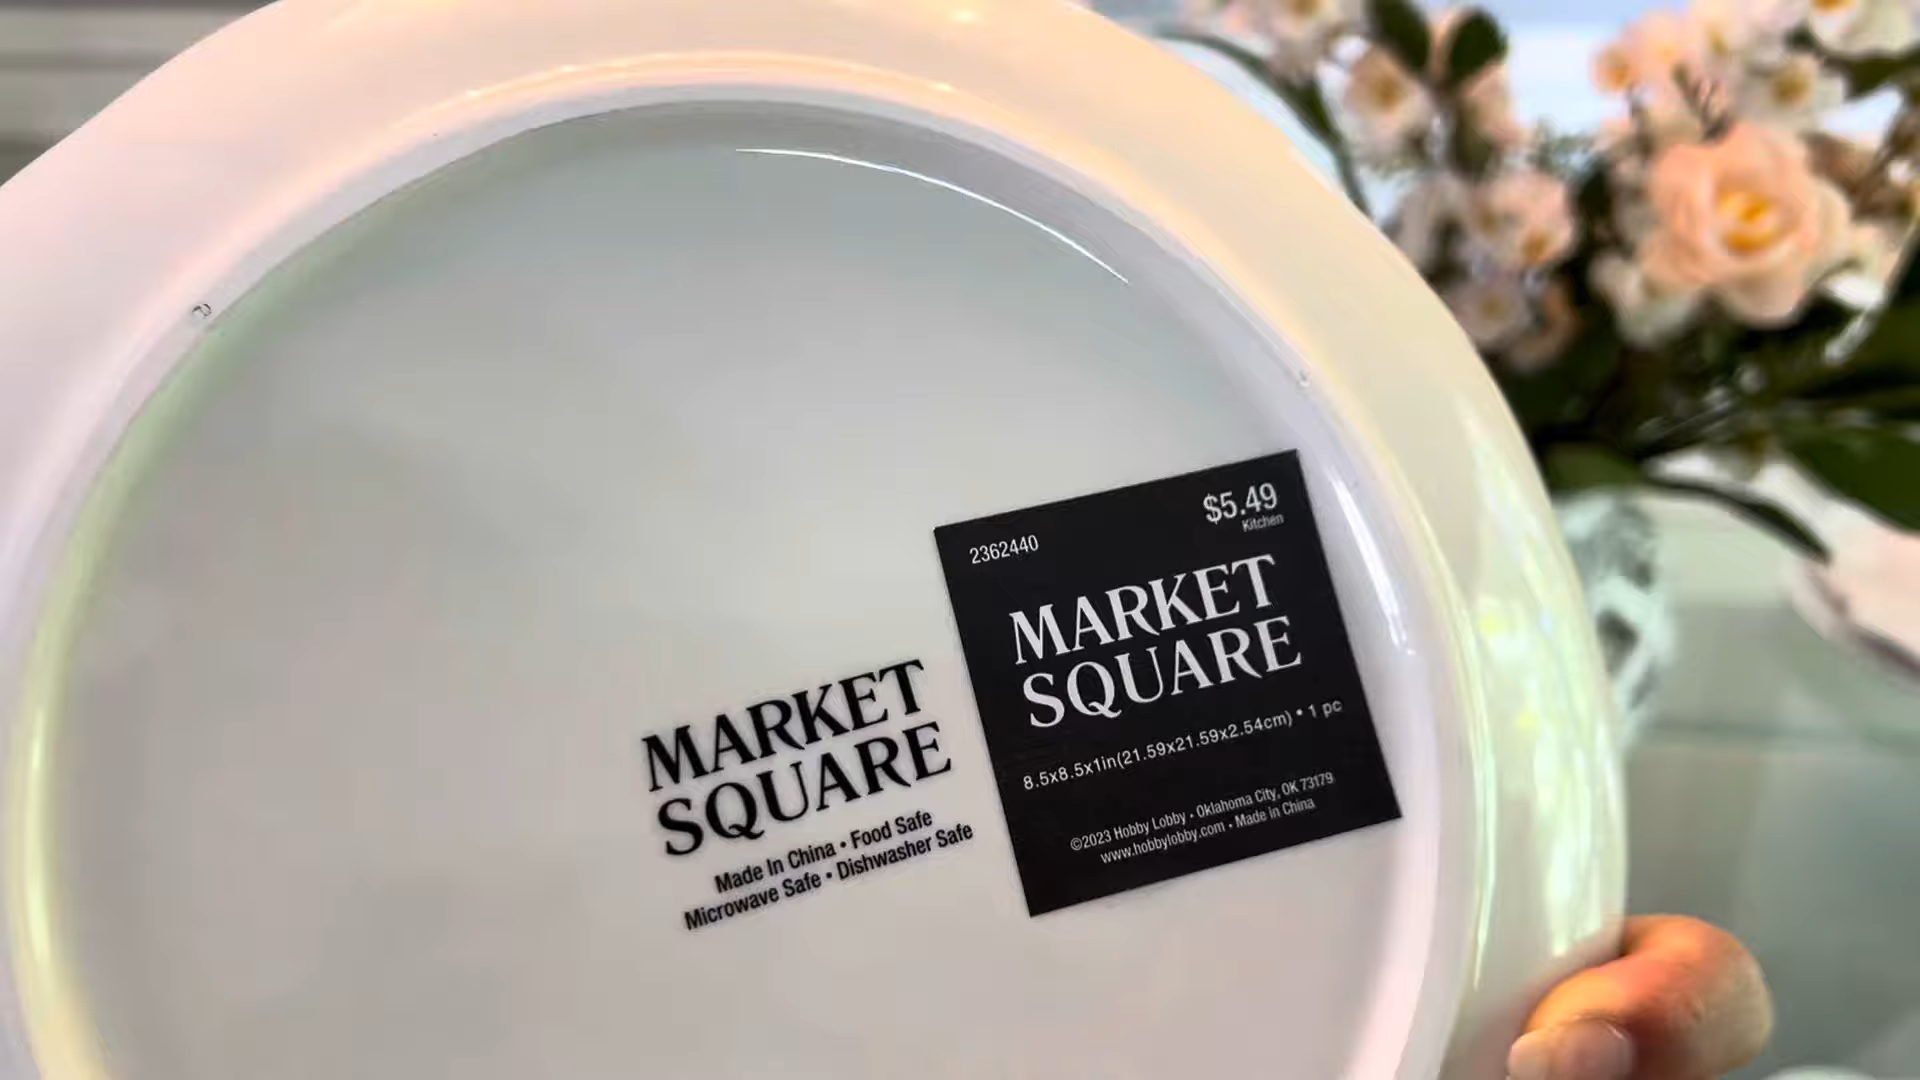 MARKET
SQUARE
Made In China • Food Safe
Microwave Safe • Dishwasher Safe
2362440
$5.49
Kitchen
MARKET
SQUARE
8.5x8.5x1in(21.59x21.59x2.54cm) • 1 pc
©2023 Hobby Lobby • Oklahoma City, OK 73179
www.hobbylobby.com • Made in China